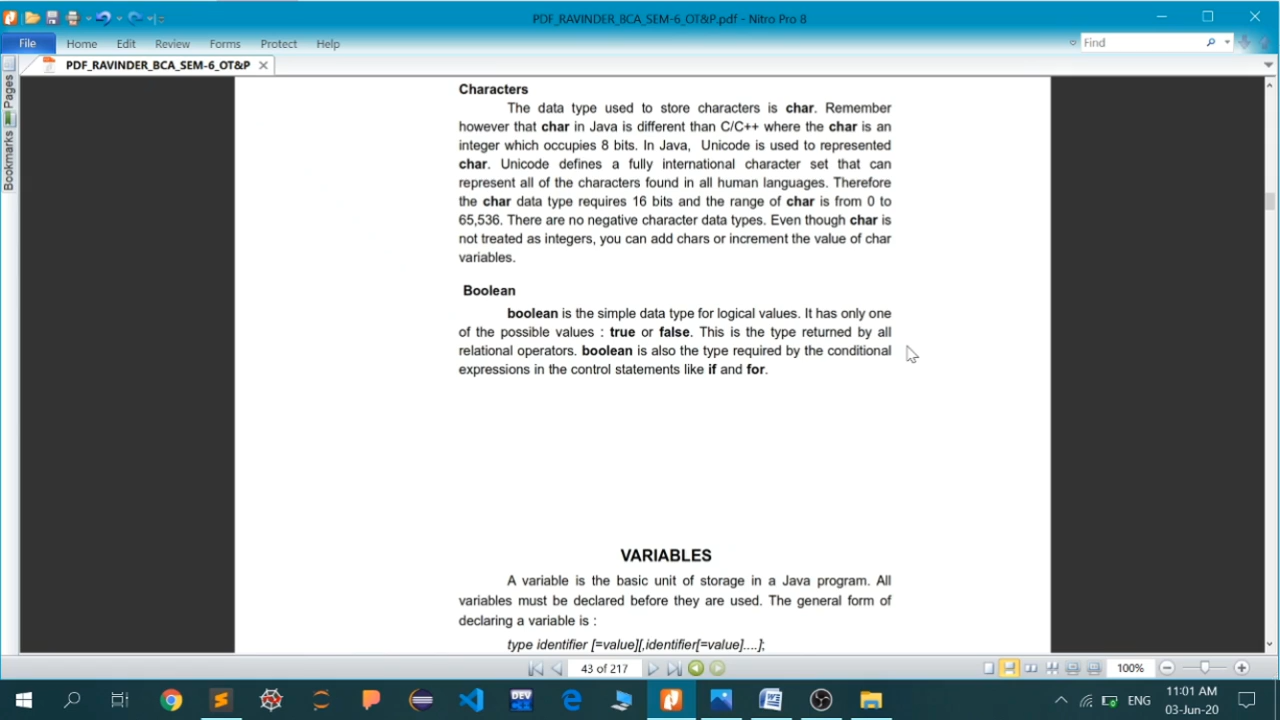 PDF_RAVINDER_BCA_SEM-6_OT&P.pdf - Nitro Pro 8
File Home Edit Review Forms Protect Help
Find
PDF_RAVINDER_BCA_SEM-6_OT&P
Pages
Bookmarks
Characters
The data type used to store characters is char. Remember
however that char in Java is different than C/C++ where the char is an
integer which occupies 8 bits. In Java, Unicode is used to represented
char. Unicode defines a fully international character set that can
represent all of the characters found in all human languages. Therefore
the char data type requires 16 bits and the range of char is from 0 to
65,536. There are no negative character data types. Even though char is
not treated as integers, you can add chars or increment the value of char
variables.
Boolean
boolean is the simple data type for logical values. It has only one
of the possible values : true or false. This is the type returned by all
relational operators. boolean is also the type required by the conditional
expressions in the control statements like if and for.
VARIABLES
A variable is the basic unit of storage in a Java program. All
variables must be declared before they are used. The general form of
declaring a variable is :
type identifier [=value][,identifier[=value]....];
43 of 217
100%
DEV
ENG
11:01 AM
03-Jun-20